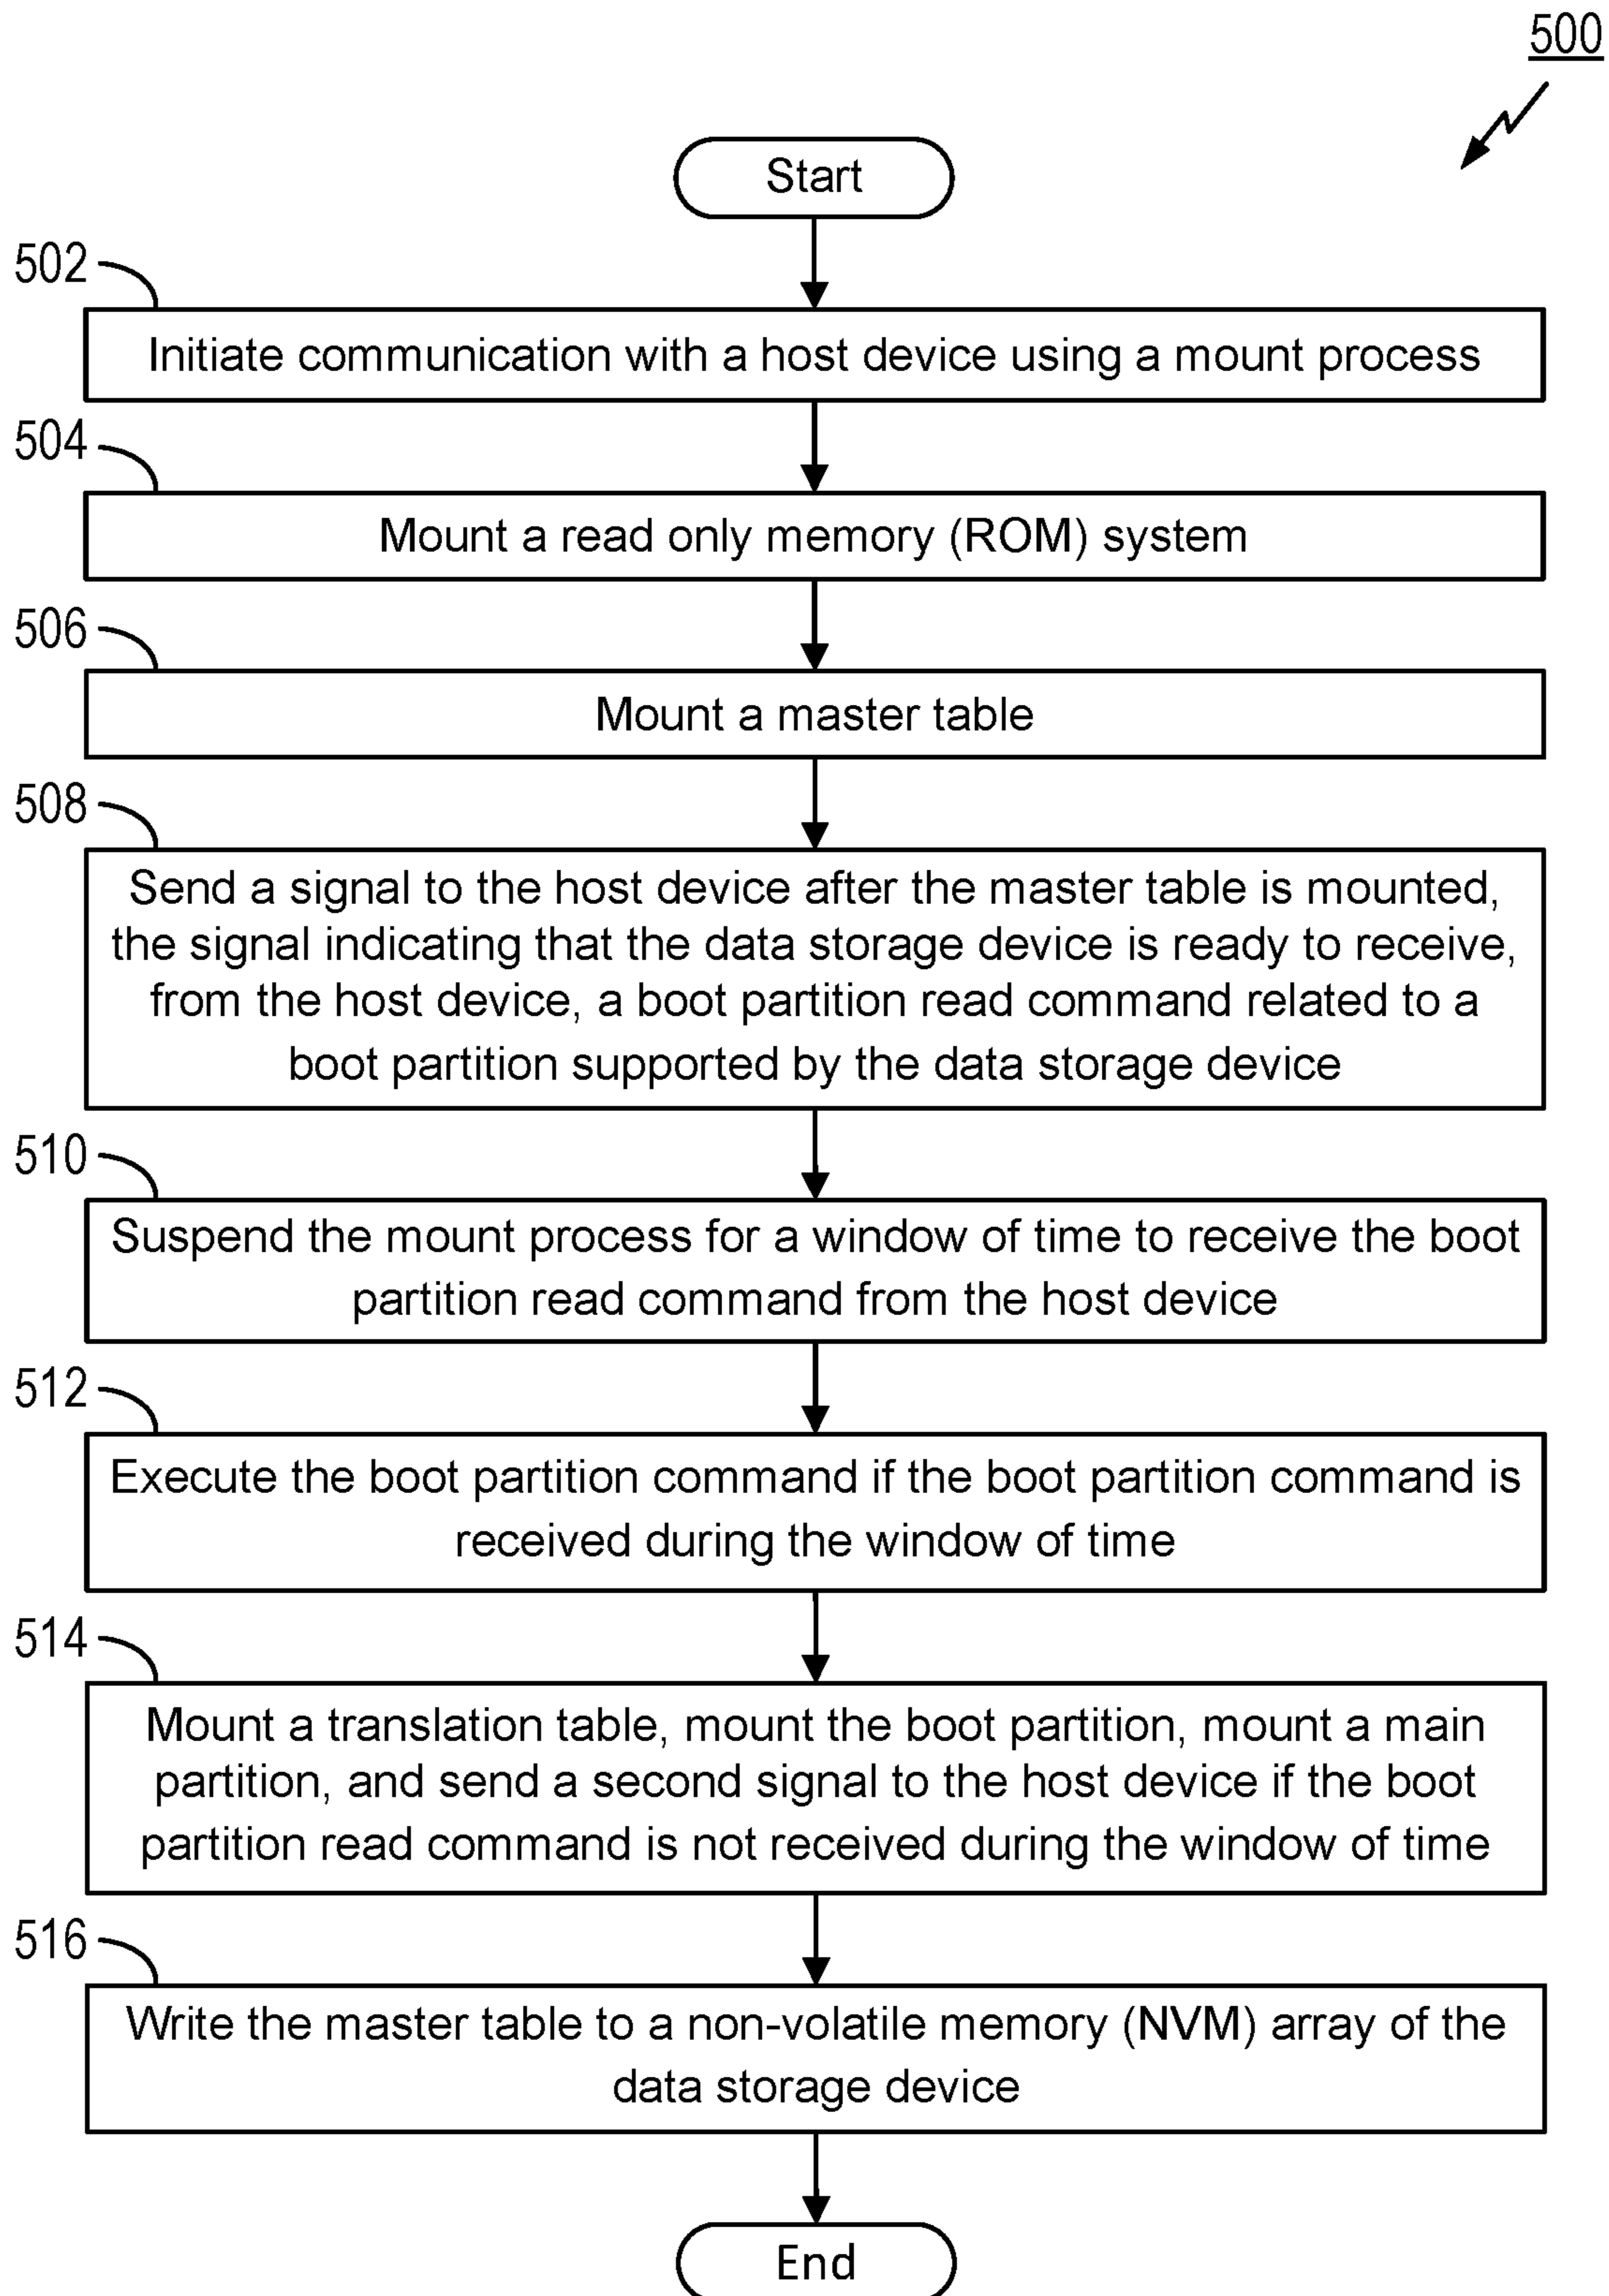 500
Start
502
Initiate communication with a host device using a mount process
504
Mount a read only memory (ROM) system
506
Mount a master table
508
Send a signal to the host device after the master table is mounted,
the signal indicating that the data storage device is ready to receive,
from the host device, a boot partition read command related to a
boot partition supported by the data storage device
510
Suspend the mount process for a window of time to receive the boot
partition read command from the host device
512
Execute the boot partition command if the boot partition command is
received during the window of time
514
Mount a translation table, mount the boot partition, mount a main
partition, and send a second signal to the host device if the boot
partition read command is not received during the window of time
516
Write the master table to a non-volatile memory (NVM) array of the
data storage device
End